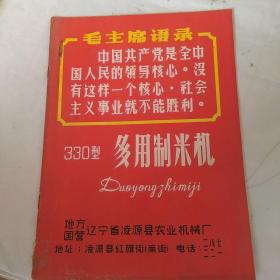 毛主席语录
中国共产党是全中
国人民的领导核心。没
有这样一个核心，社会
主义事业就不能胜利。
330型 多用制米机
Duoyongzhimiji
地方国营辽宁省凌源县农业机械厂
地址：凌源县红旗街(南街) 电话：